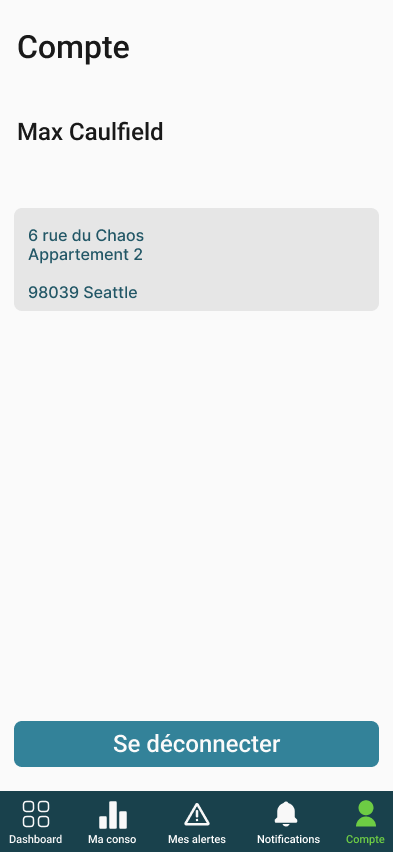 Compte
Max Caulfield
6 rue du Chaos
Appartement 2
98039 Seattle
Se déconnecter
Dashboard
Ma conso
Mes alertes
Notifications
Compte